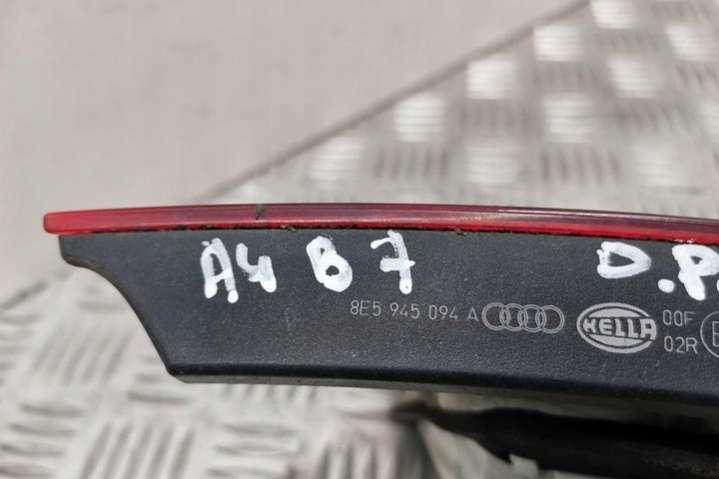 A4 B7 D.P.
8E5 945 094 A HELLA 00F
02R